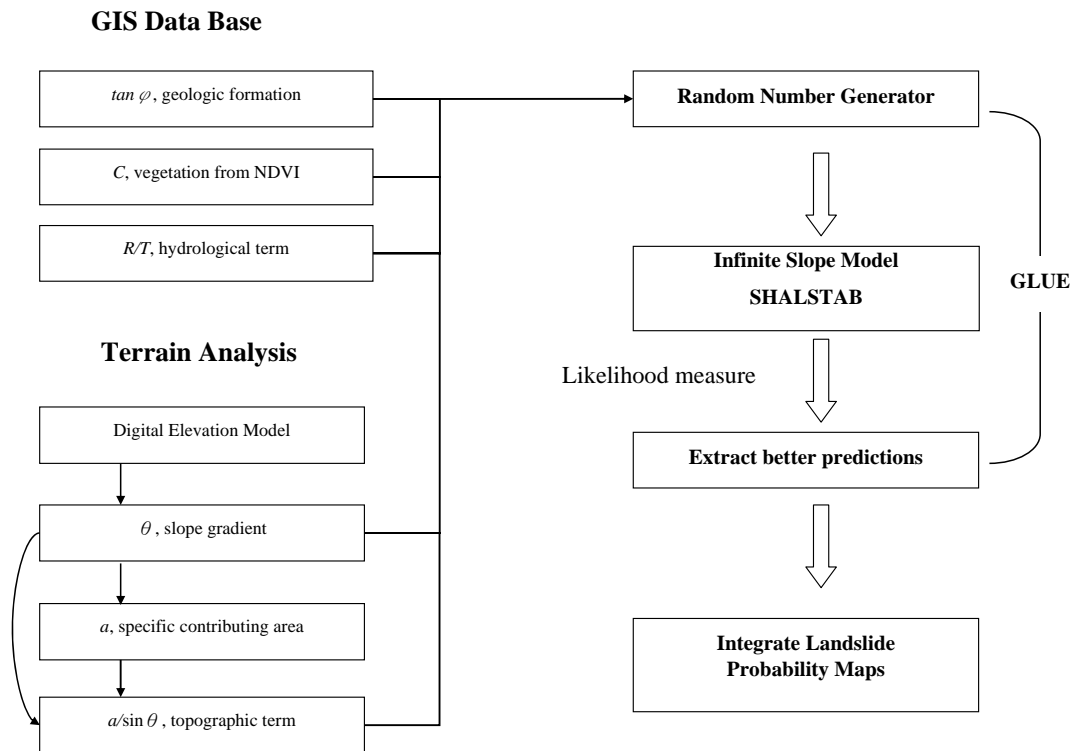 GIS Data Base
tan φ, geologic formation
C, vegetation from NDVI
R/T, hydrological term
Terrain Analysis
Digital Elevation Model
θ, slope gradient
a, specific contributing area
a/sin θ, topographic term
Random Number Generator
Infinite Slope Model
SHALSTAB
GLUE
Likelihood measure
Extract better predictions
Integrate Landslide
Probability Maps